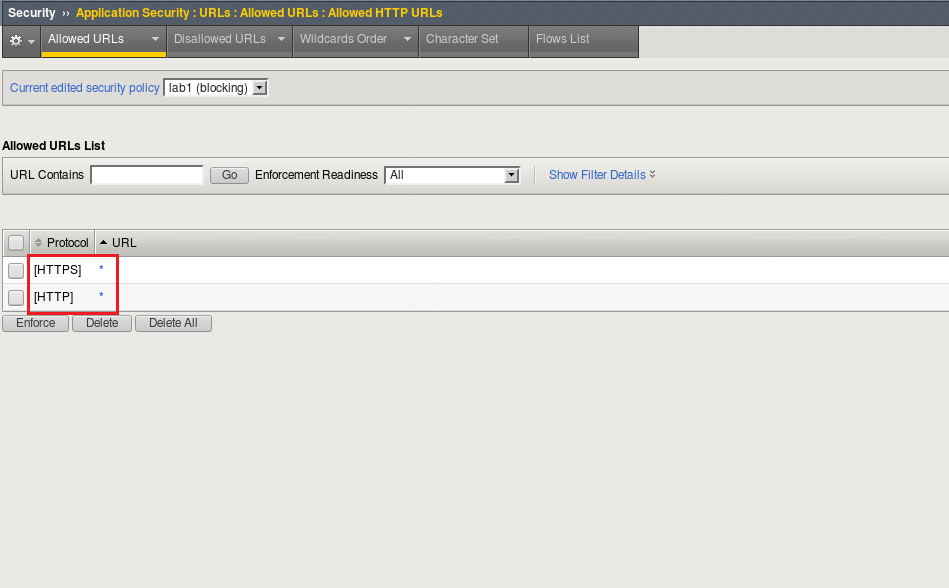 Security ›› Application Security : URLs : Allowed URLs : Allowed HTTP URLs
Allowed URLs Disallowed URLs Wildcards Order Character Set Flows List
Current edited security policy lab1 (blocking)
Allowed URLs List
URL Contains Go Enforcement Readiness All Show Filter Details
Protocol URL
[HTTPS] *
[HTTP] *
Enforce Delete Delete All